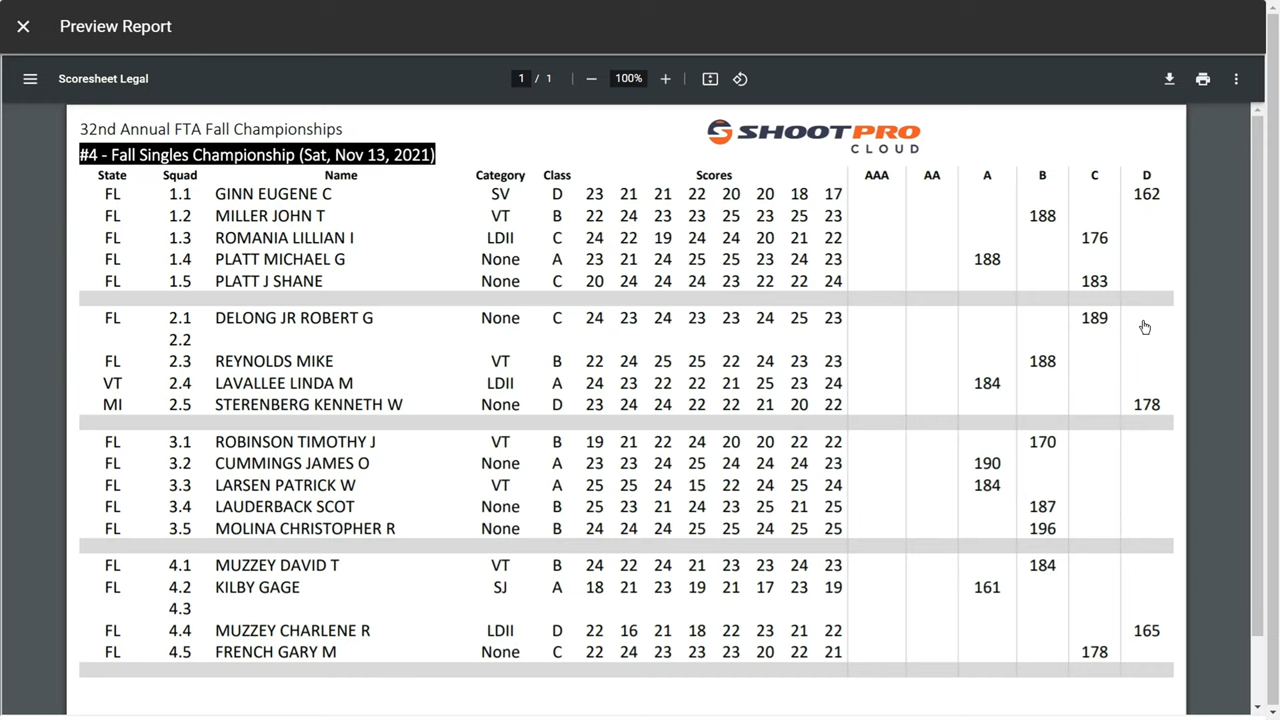 Preview Report
Scoresheet Legal
1 / 1
100%
32nd Annual FTA Fall Championships
SHOOTPRO
CLOUD
#4 - Fall Singles Championship (Sat, Nov 13, 2021)
State Squad Name Category Class Scores AAA AA A B C D
FL 1.1 GINN EUGENE C SV D 23 21 21 22 20 20 18 17 162
FL 1.2 MILLER JOHN T VT B 22 24 23 23 25 23 25 23 188
FL 1.3 ROMANIA LILLIAN I LDII C 24 22 19 24 24 20 21 22 176
FL 1.4 PLATT MICHAEL G None A 23 21 24 25 25 23 24 23 188
FL 1.5 PLATT J SHANE None C 20 24 24 24 23 22 22 24 183
FL 2.1 DELONG JR ROBERT G None C 24 23 24 23 23 24 25 23 189
2.2
FL 2.3 REYNOLDS MIKE VT B 22 24 25 25 22 24 23 23 188
VT 2.4 LAVALLEE LINDA M LDII A 24 23 22 22 21 25 23 24 184
MI 2.5 STERENBERG KENNETH W None D 23 24 24 22 22 21 20 22 178
FL 3.1 ROBINSON TIMOTHY J VT B 19 21 22 24 20 20 22 22 170
FL 3.2 CUMMINGS JAMES O None A 23 23 24 25 24 24 24 23 190
FL 3.3 LARSEN PATRICK W VT A 25 25 24 15 22 24 25 24 184
FL 3.4 LAUDERBACK SCOT None B 25 23 21 24 23 25 21 25 187
FL 3.5 MOLINA CHRISTOPHER R None B 24 24 24 25 25 24 25 25 196
FL 4.1 MUZZEY DAVID T VT B 24 22 24 21 23 23 24 23 184
FL 4.2 KILBY GAGE SJ A 18 21 23 19 21 17 23 19 161
4.3
FL 4.4 MUZZEY CHARLENE R LDII D 22 16 21 18 22 23 21 22 165
FL 4.5 FRENCH GARY M None C 22 24 23 23 23 20 22 21 178